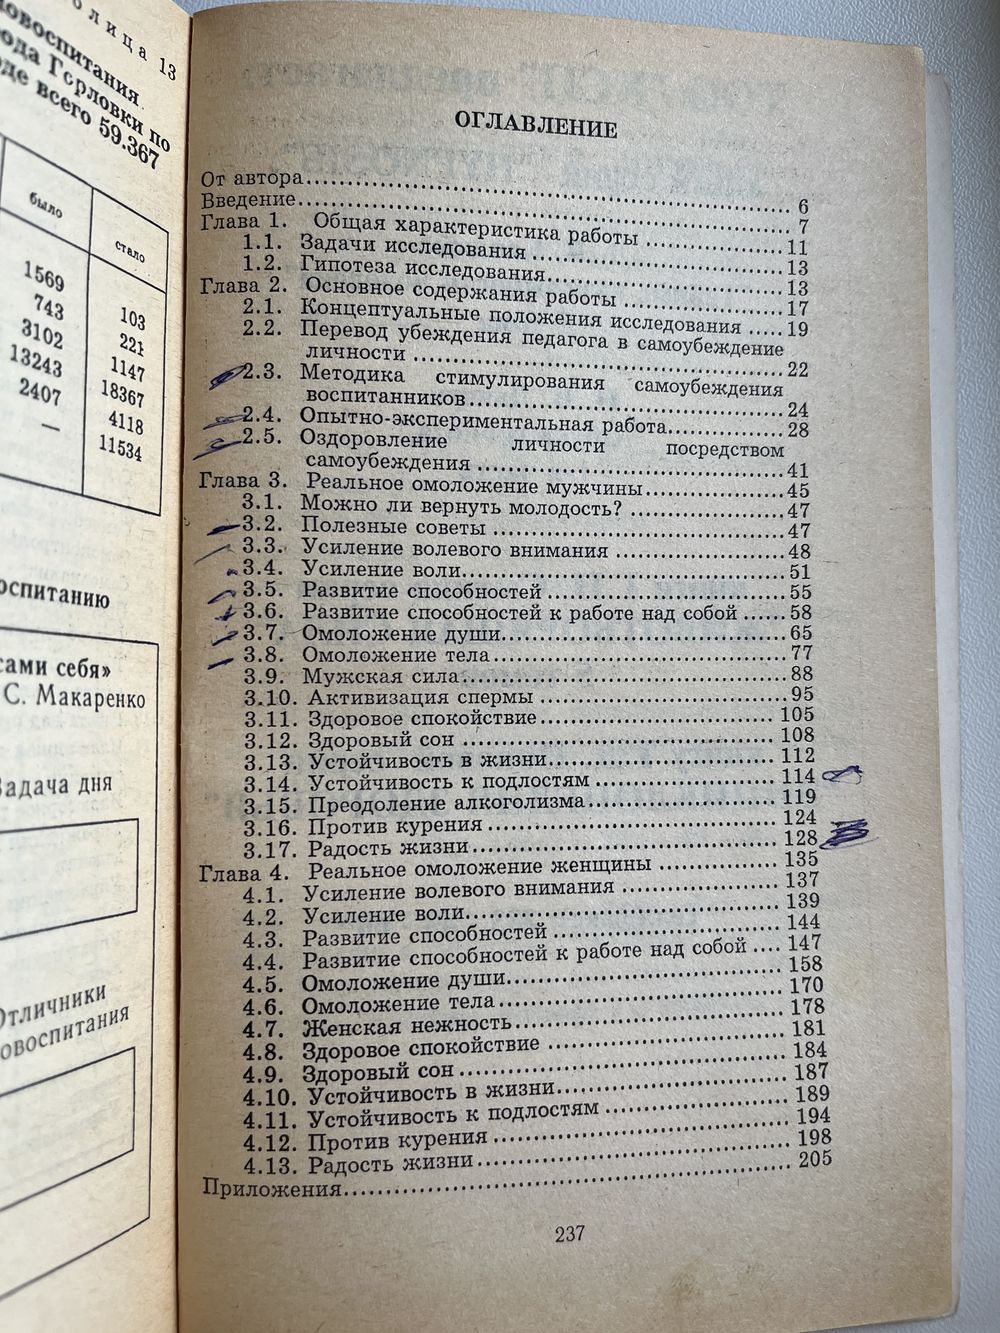 лица 13
овоспитания
ода Горловки по
де всего 59.367
было стало
1569 103
743 221
3102 1147
13243 18367
2407 4118
— 11534
оспитанию
сами себя»
С. Макаренко
Задача дня
Отличники
овоспитания
ОГЛАВЛЕНИЕ
От автора.......... 6
Введение.......... 7
Глава 1. Общая характеристика работы .......... 11
1.1. Задачи исследования .......... 13
1.2. Гипотеза исследования.......... 13
Глава 2. Основное содержания работы .......... 17
2.1. Концептуальные положения исследования .....19
2.2. Перевод убеждения педагога в самоубеждение
личности .......... 22
2.3. Методика стимулирования самоубеждения
воспитанников.......... 24
2.4. Опытно-экспериментальная работа.......... 28
2.5. Оздоровление личности посредством
самоубеждения .......... 41
Глава 3. Реальное омоложение мужчины.......... 45
3.1. Можно ли вернуть молодость? .......... 47
3.2. Полезные советы .......... 47
3.3. Усиление волевого внимания .......... 48
3.4. Усиление воли.......... 51
3.5. Развитие способностей .......... 55
3.6. Развитие способностей к работе над собой ...... 58
3.7. Омоложение души.......... 65
3.8. Омоложение тела .......... 77
3.9. Мужская сила.......... 88
3.10. Активизация спермы .......... 95
3.11. Здоровое спокойствие .......... 105
3.12. Здоровый сон .......... 108
3.13. Устойчивость в жизни.......... 112
3.14. Устойчивость к подлостям .......... 114
3.15. Преодоление алкоголизма .......... 119
3.16. Против курения .......... 124
3.17. Радость жизни .......... 128
Глава 4. Реальное омоложение женщины .......... 135
4.1. Усиление волевого внимания .......... 137
4.2. Усиление воли.......... 139
4.3. Развитие способностей .......... 144
4.4. Развитие способностей к работе над собой .... 147
4.5. Омоложение души.......... 158
4.6. Омоложение тела .......... 170
4.7. Женская нежность.......... 178
4.8. Здоровое спокойствие .......... 181
4.9. Здоровый сон .......... 184
4.10. Устойчивость в жизни.......... 187
4.11. Устойчивость к подлостям .......... 189
4.12. Против курения .......... 194
4.13. Радость жизни .......... 198
Приложения.......... 205
237